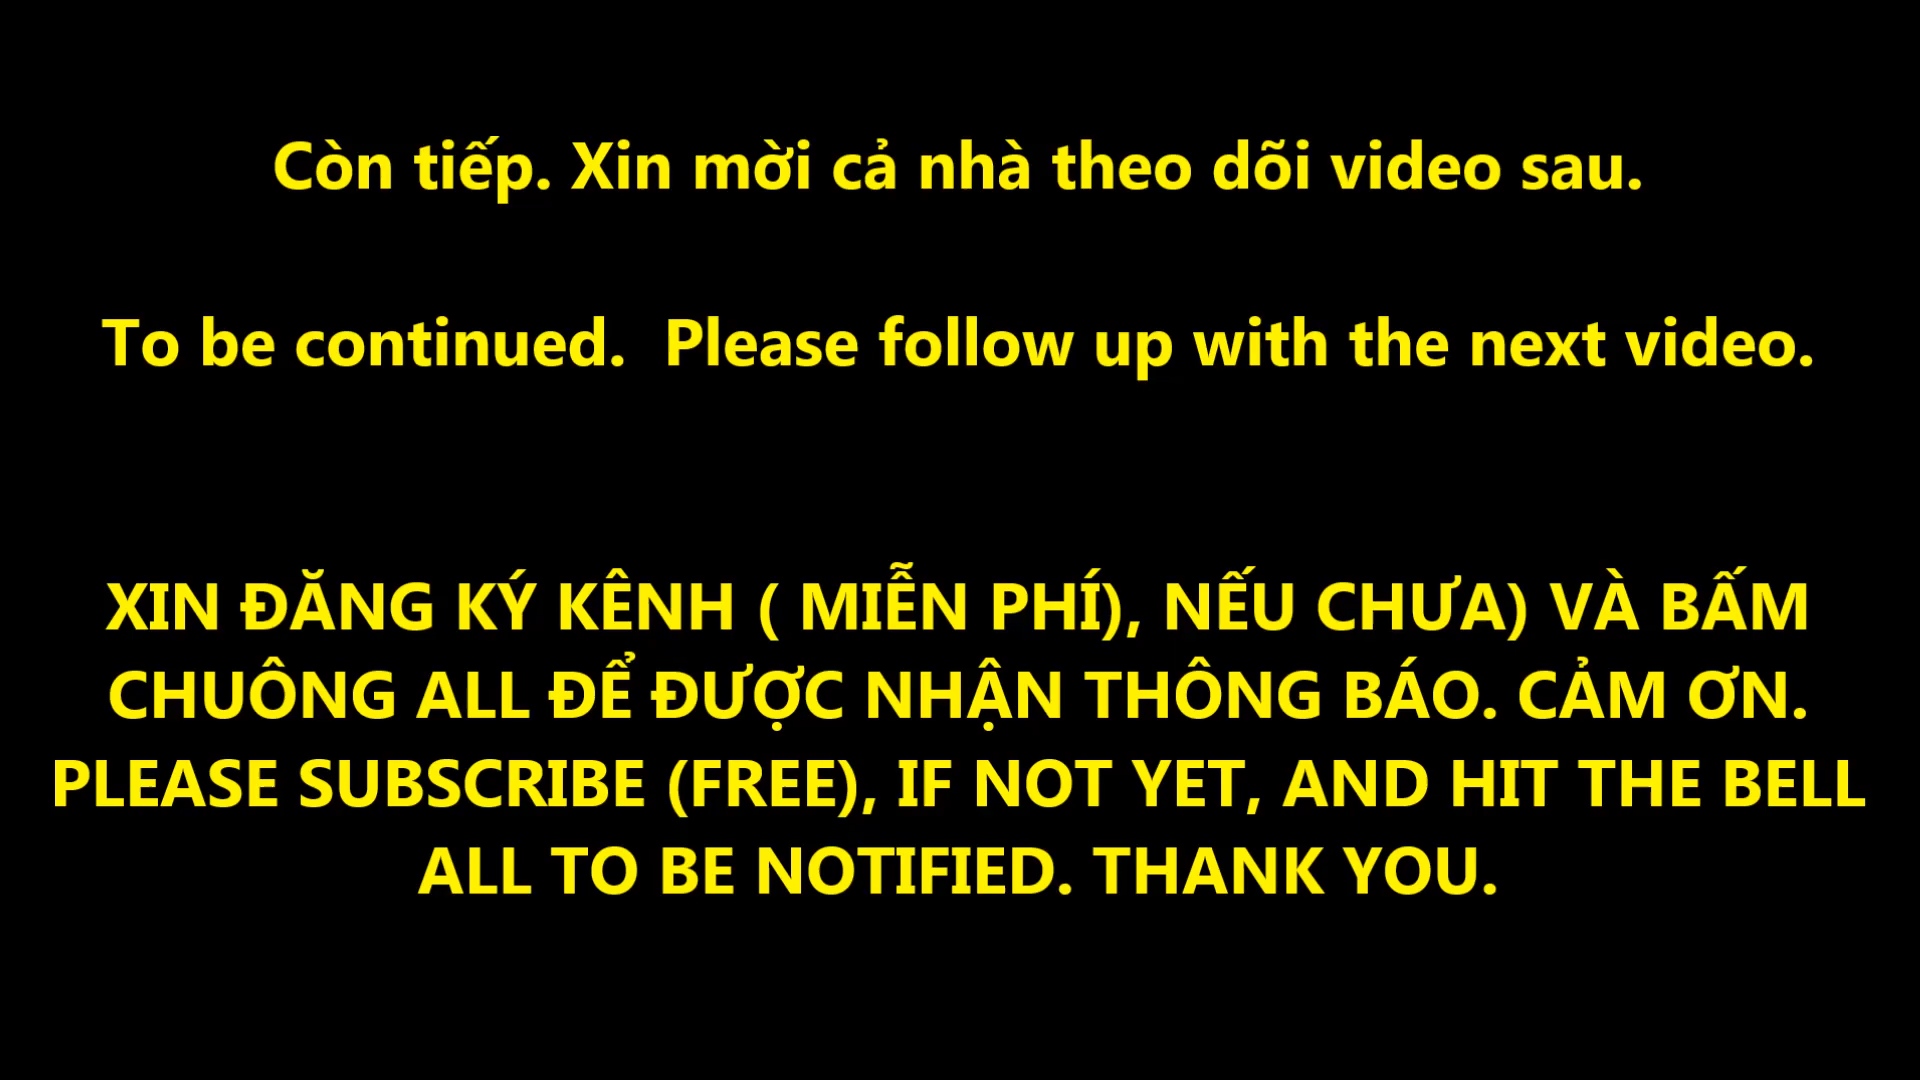 Còn tiếp. Xin mời cả nhà theo dõi video sau.
To be continued.  Please follow up with the next video.
XIN ĐĂNG KÝ KÊNH ( MIỄN PHÍ), NẾU CHƯA) VÀ BẤM
CHUÔNG ALL ĐỂ ĐƯỢC NHẬN THÔNG BÁO. CẢM ƠN.
PLEASE SUBSCRIBE (FREE), IF NOT YET, AND HIT THE BELL
ALL TO BE NOTIFIED. THANK YOU.